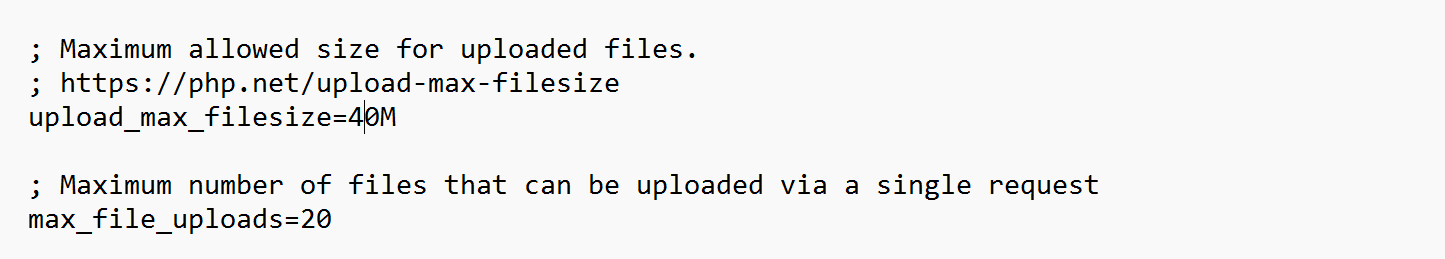 ; Maximum allowed size for uploaded files.
; https://php.net/upload-max-filesize
upload_max_filesize=40M
; Maximum number of files that can be uploaded via a single request
max_file_uploads=20